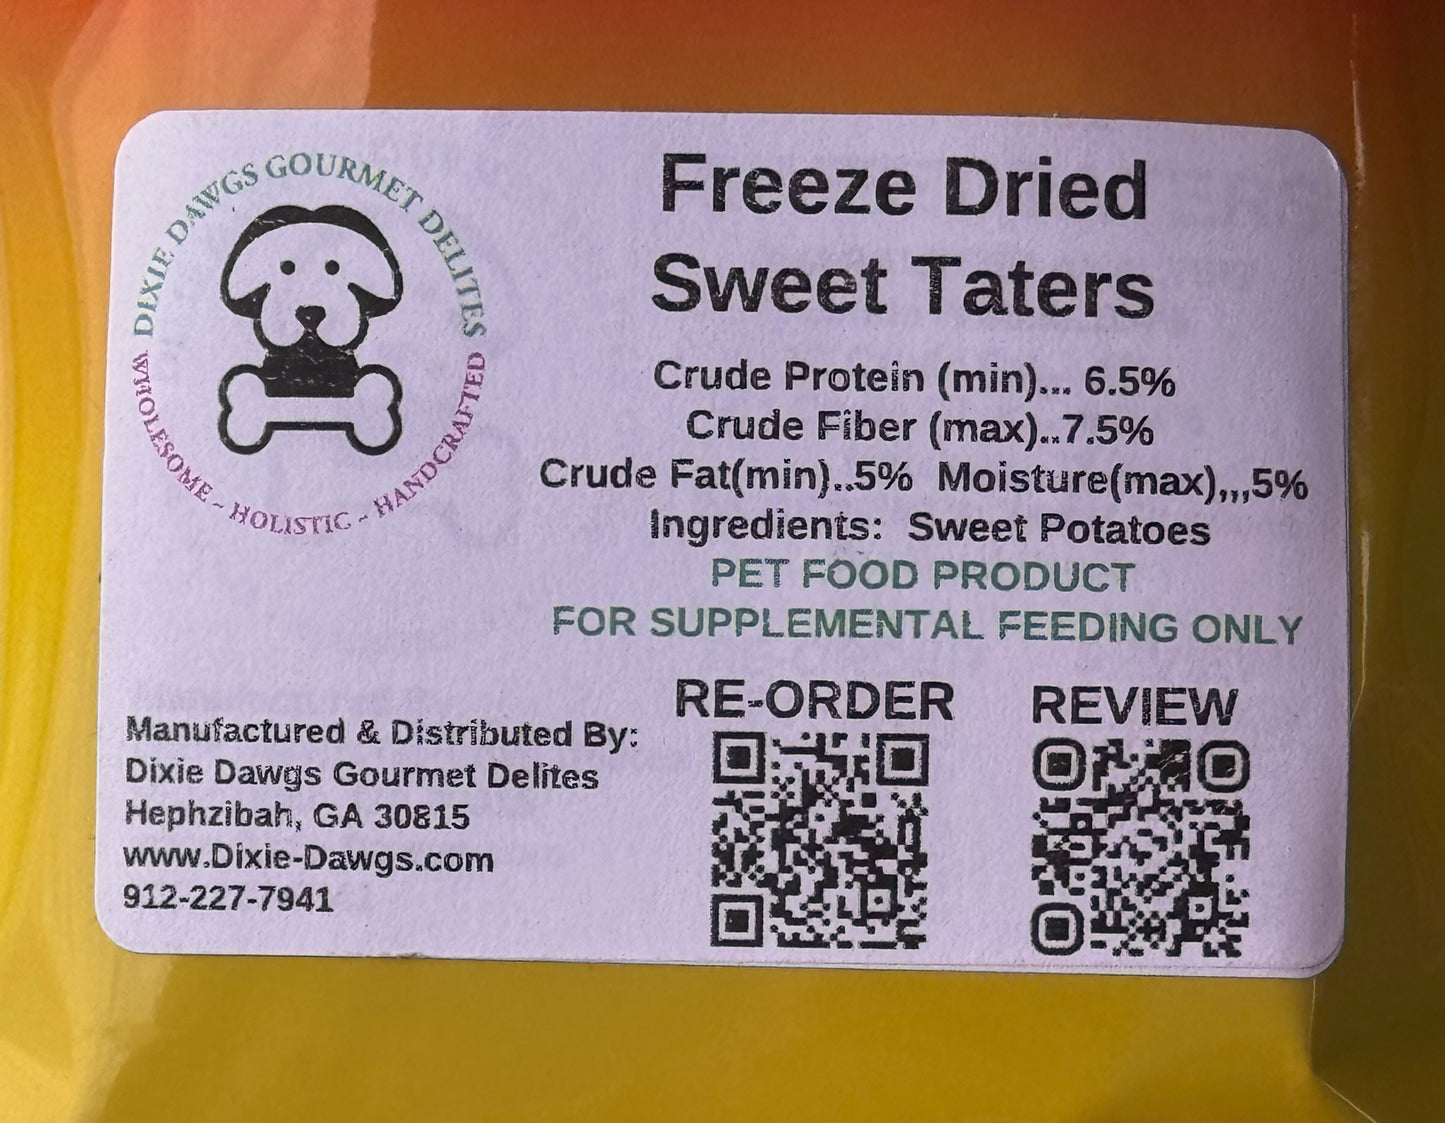 DIXIE DAWGS GOURMET DELITES
WHOLESOME ~ HOLISTIC ~ HANDCRAFTED
Freeze Dried
Sweet Taters
Crude Protein (min)... 6.5%
Crude Fiber (max)..7.5%
Crude Fat(min)..5% Moisture(max),,,5%
Ingredients: Sweet Potatoes
PET FOOD PRODUCT
FOR SUPPLEMENTAL FEEDING ONLY
Manufactured & Distributed By:
Dixie Dawgs Gourmet Delites
Hephzibah, GA 30815
www.Dixie-Dawgs.com
912-227-7941
RE-ORDER
REVIEW